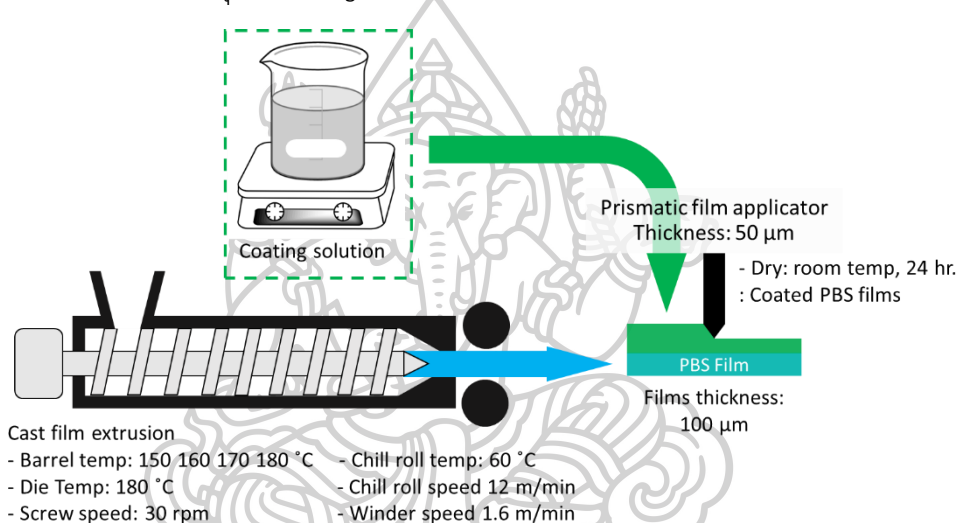 Coating solution
Prismatic film applicator
Thickness: 50 µm
- Dry: room temp, 24 hr.
: Coated PBS films
PBS Film
Films thickness:
100 µm
Cast film extrusion
- Barrel temp: 150 160 170 180 ˚C
- Die Temp: 180 ˚C
- Screw speed: 30 rpm
- Chill roll temp: 60 ˚C
- Chill roll speed 12 m/min
- Winder speed 1.6 m/min